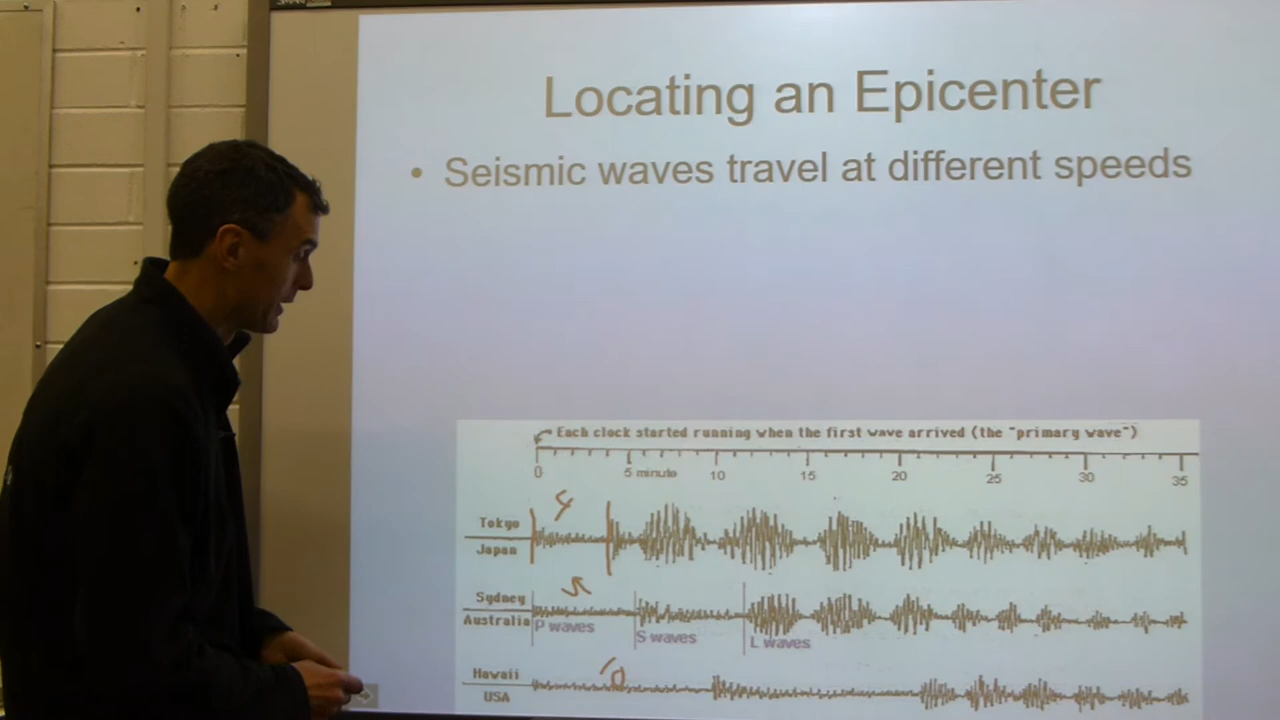 Locating an Epicenter
• Seismic waves travel at different speeds
Each clock started running when the first wave arrived (the "primary wave")
0 5 minute 10 15 20 25 30 35
4
Tokyo
Japan
5
Sydney
Australia
P waves S waves L waves
10
Hawaii
USA